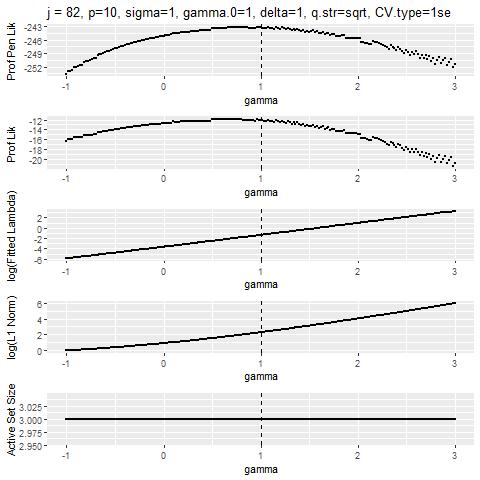 j = 82, p=10, sigma=1, gamma.0=1, delta=1, q.str=sqrt, CV.type=1se
Prof Pen Lik
-243
-246
-249
-252
-1 0 1 2 3
gamma
Prof Lik
-12
-14
-16
-18
-20
-1 0 1 2 3
gamma
log(Fitted Lambda)
2
0
-2
-4
-6
-1 0 1 2 3
gamma
log(L1 Norm)
6
4
2
0
-1 0 1 2 3
gamma
Active Set Size
3.025
3.000
2.975
2.950
-1 0 1 2 3
gamma